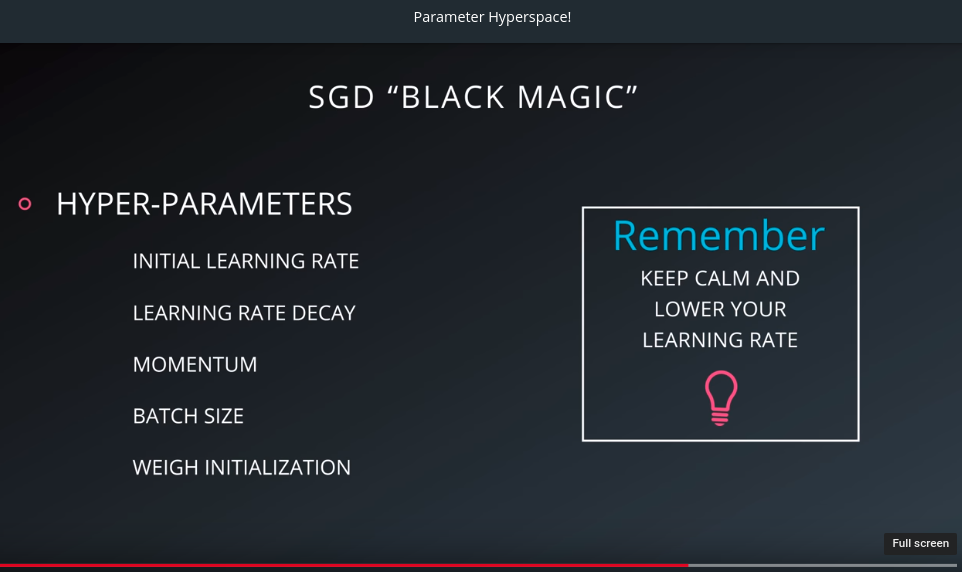 Parameter Hyperspace!
SGD “BLACK MAGIC”
HYPER-PARAMETERS
INITIAL LEARNING RATE
LEARNING RATE DECAY
MOMENTUM
BATCH SIZE
WEIGH INITIALIZATION
Remember
KEEP CALM AND
LOWER YOUR
LEARNING RATE
Full screen